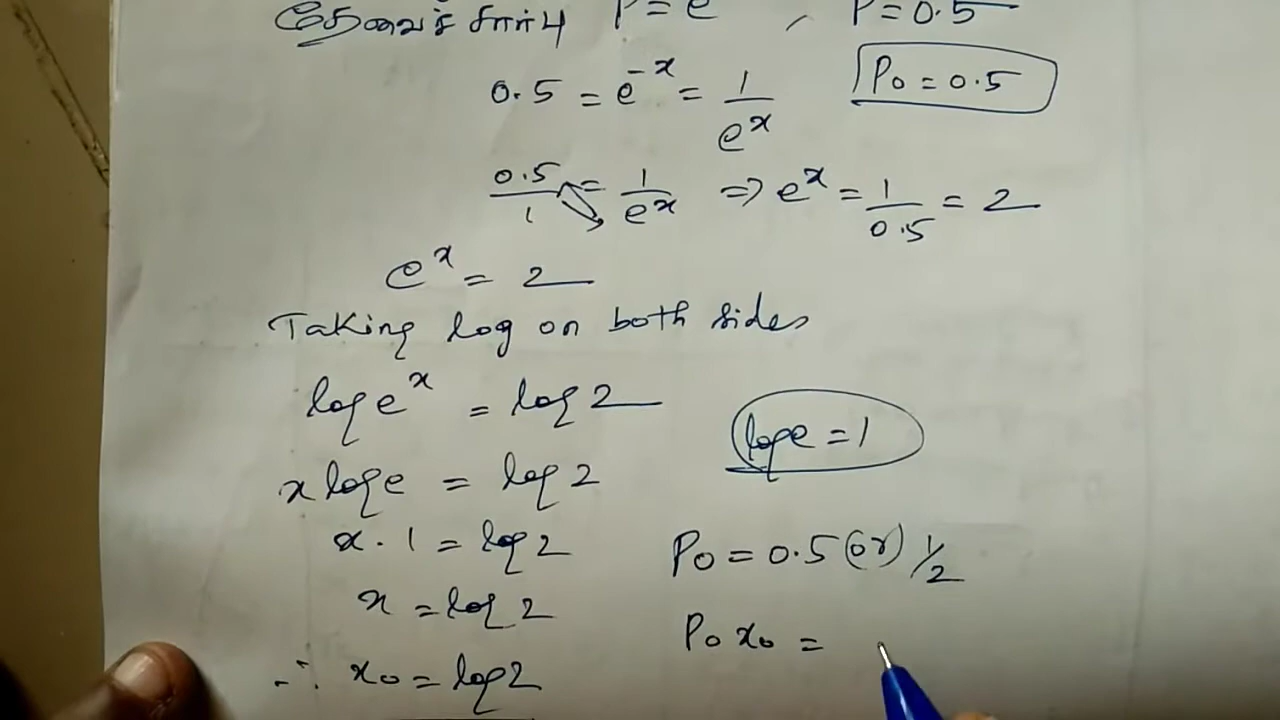 தேவைச் சார்பு P = e , P = 0.5
0.5 = e^-x = 1/e^x
P0 = 0.5
0.5/1 = 1/e^x => e^x = 1/0.5 = 2
e^x = 2
Taking log on both sides
log e^x = log 2
log e = 1
x log e = log 2
x . 1 = log 2
P0 = 0.5 (or) 1/2
x = log 2
P0 x0 =
∴ x0 = log 2